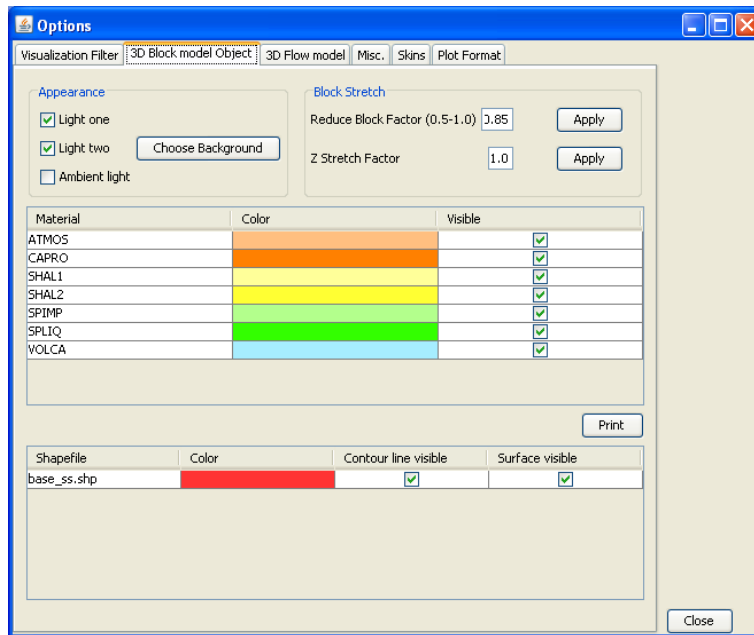 Options
Visualization Filter 3D Block model Object 3D Flow model Misc. Skins Plot Format
Appearance
Light one
Light two Choose Background
Ambient light
Block Stretch
Reduce Block Factor (0.5-1.0) 0.85 Apply
Z Stretch Factor 1.0 Apply
Material Color Visible
ATMOS
CAPRO
SHAL1
SHAL2
SPIMP
SPLIQ
VOLCA
Print
Shapefile Color Contour line visible Surface visible
base_ss.shp
Close